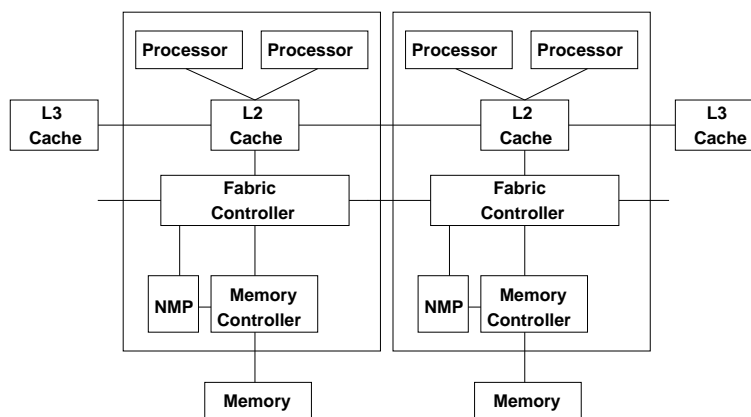 Processor Processor Processor Processor
L3
Cache
L2
Cache
L2
Cache
L3
Cache
Fabric
Controller
Fabric
Controller
NMP
Memory
Controller
NMP
Memory
Controller
Memory
Memory